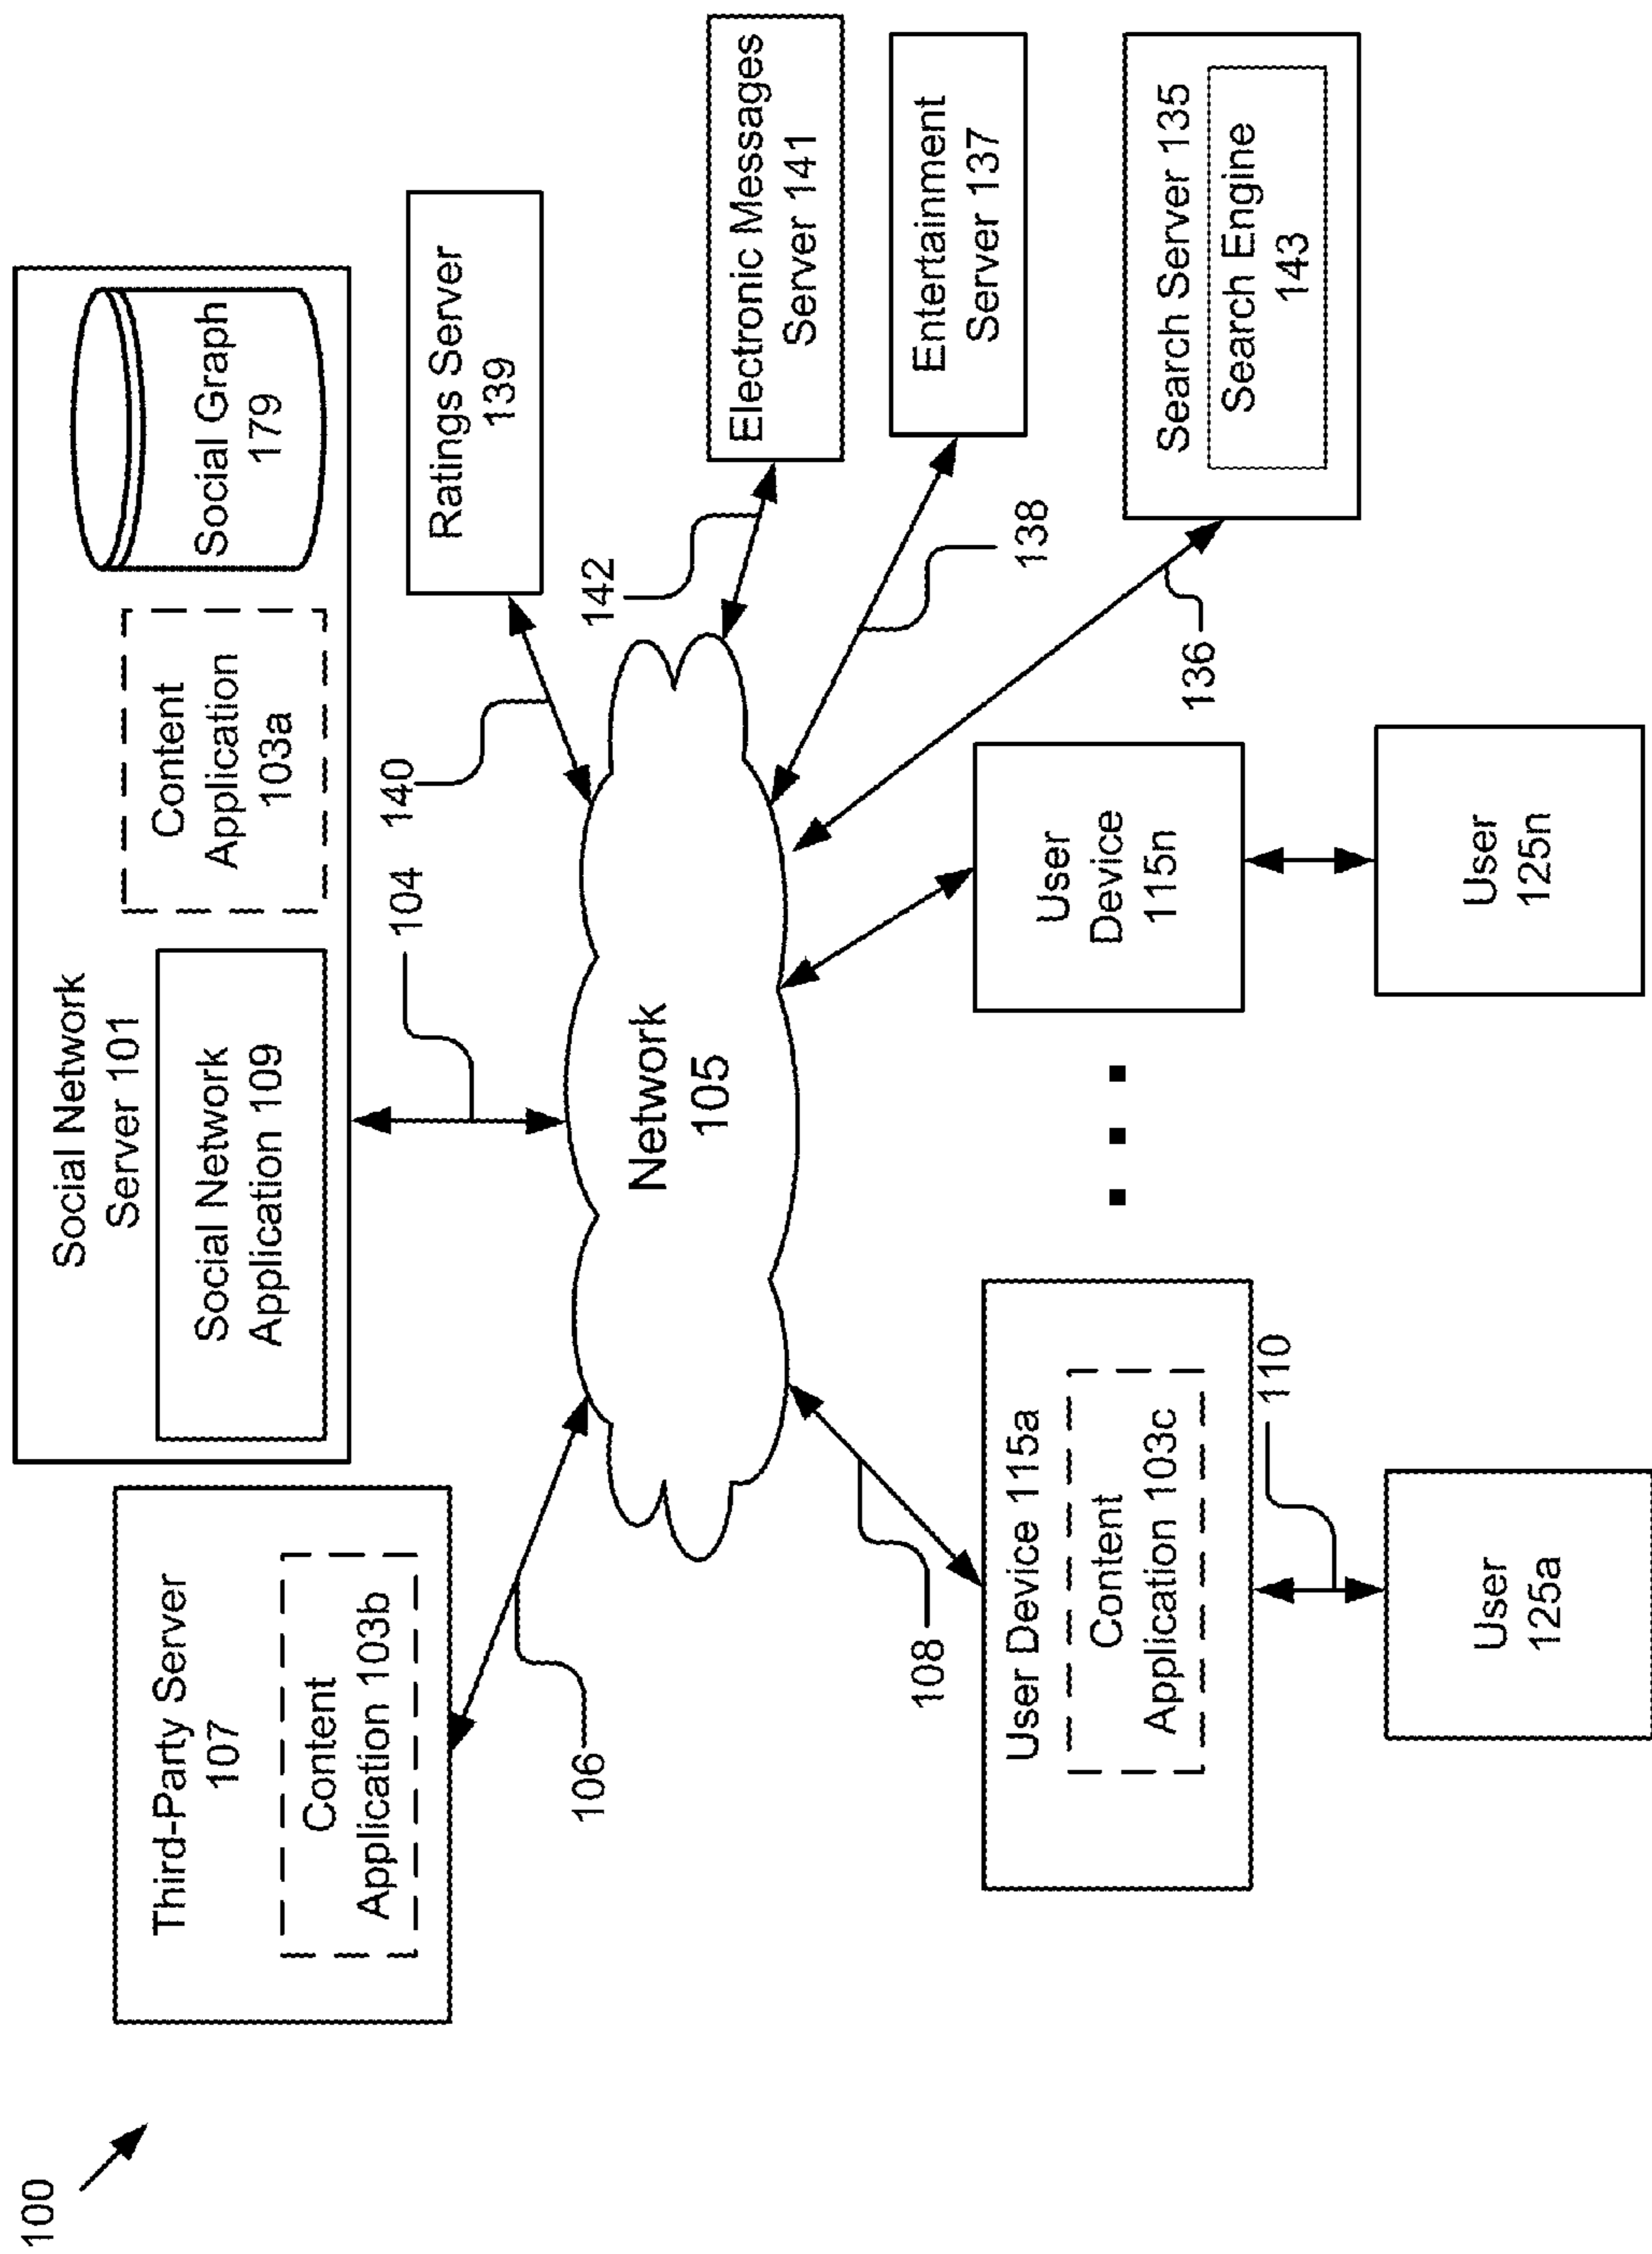 100
Social Network
Server 101
Social Network
Application 109
Content
Application
103a
Social Graph
179
Third-Party Server
107
Content
Application 103b
104
140
Ratings Server
139
106
Network
105
142
Electronic Messages
Server 141
Entertainment
Server 137
138
108
136
Search Server 135
Search Engine
143
User Device 115a
Content
Application 103c
User
Device
115n
110
User
125a
User
125n